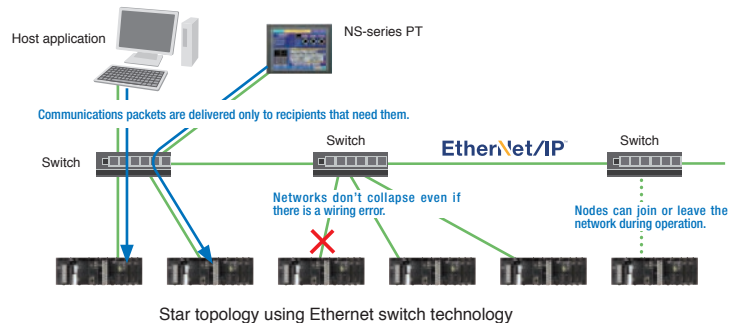 Host application
NS-series PT
Communications packets are delivered only to recipients that need them.
Switch
Switch
EtherNet/IP™
Switch
Networks don't collapse even if
there is a wiring error.
Nodes can join or leave the
network during operation.
Star topology using Ethernet switch technology